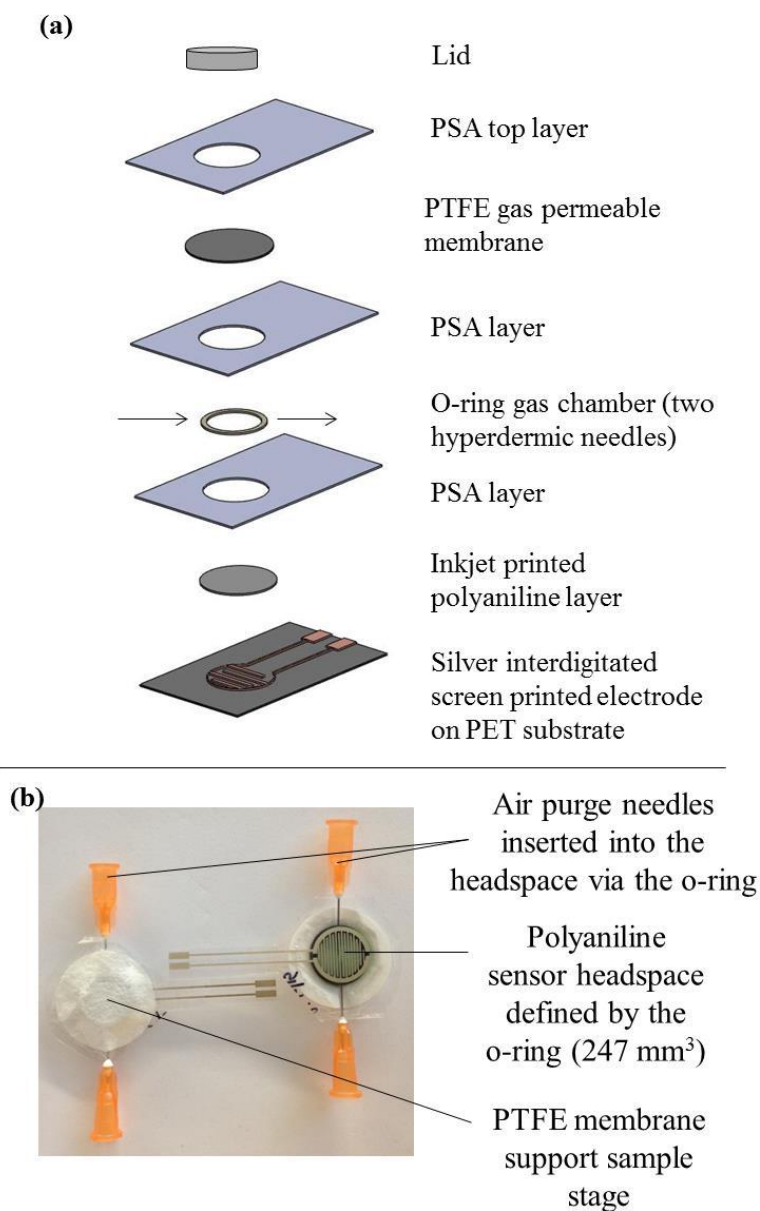 (a)
Lid
PSA top layer
PTFE gas permeable
membrane
PSA layer
O-ring gas chamber (two
hyperdermic needles)
PSA layer
Inkjet printed
polyaniline layer
Silver interdigitated
screen printed electrode
on PET substrate
(b)
Air purge needles
inserted into the
headspace via the o-ring
Polyaniline
sensor headspace
defined by the
o-ring (247 mm³)
PTFE membrane
support sample
stage